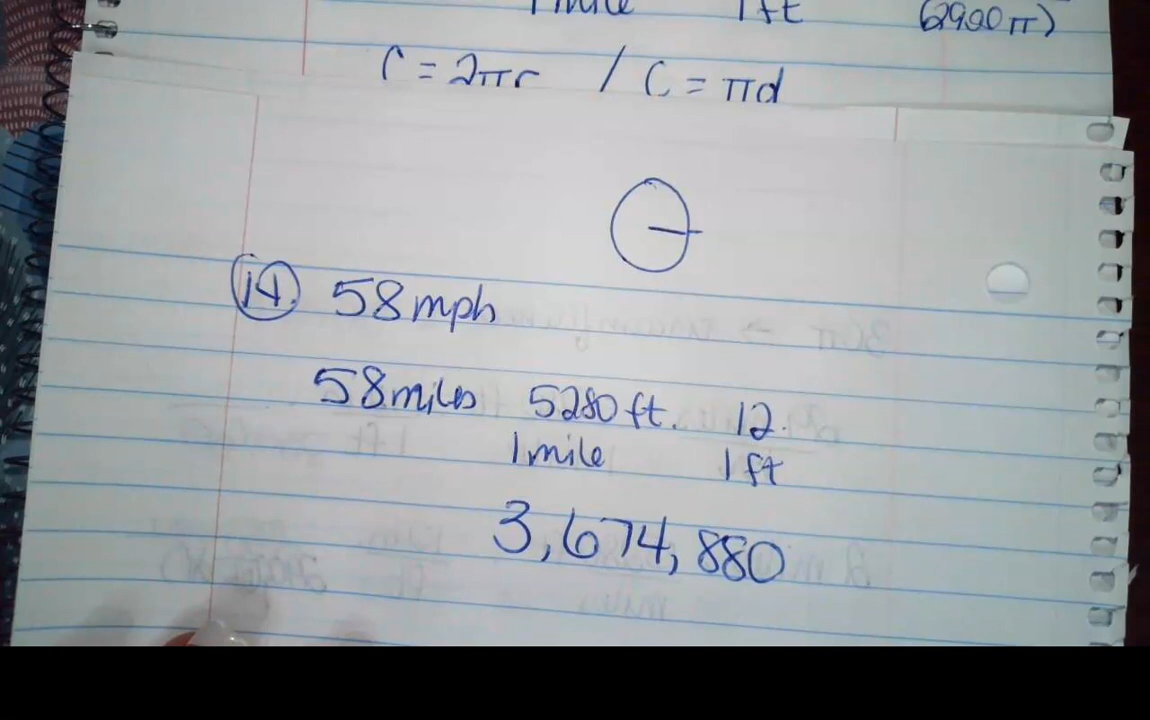 1 mile 1 ft (2900π)
C = 2πr / C = πd
14. 58 mph
58 miles 5280 ft. 12.
1 mile 1 ft
3,674,880